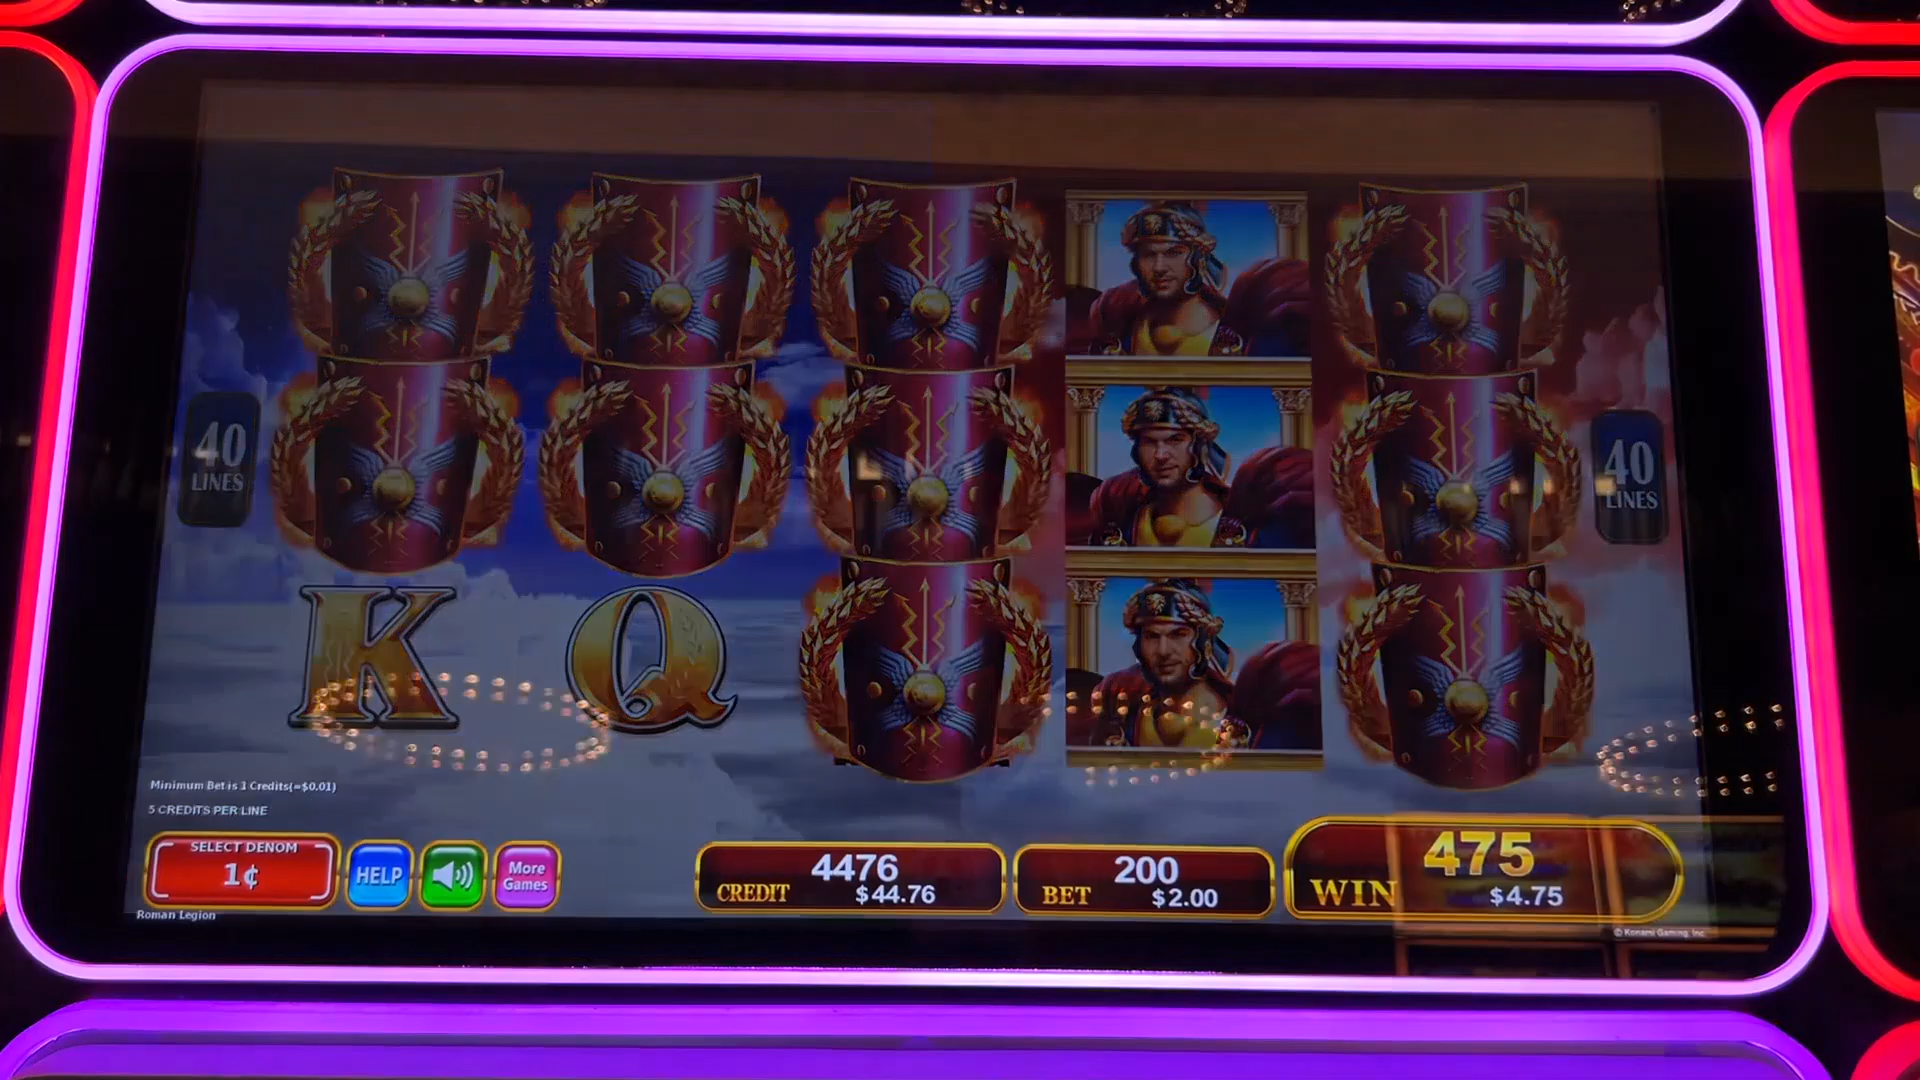 40
LINES
40
LINES
K
Q
Minimum Bet is 1 Credits(=$0.01)
5 CREDITS PER LINE
SELECT DENOM
1¢
HELP
More
Games
4476
CREDIT $44.76
200
BET $2.00
475
WIN $4.75
Roman Legion
© Konami Gaming, Inc.